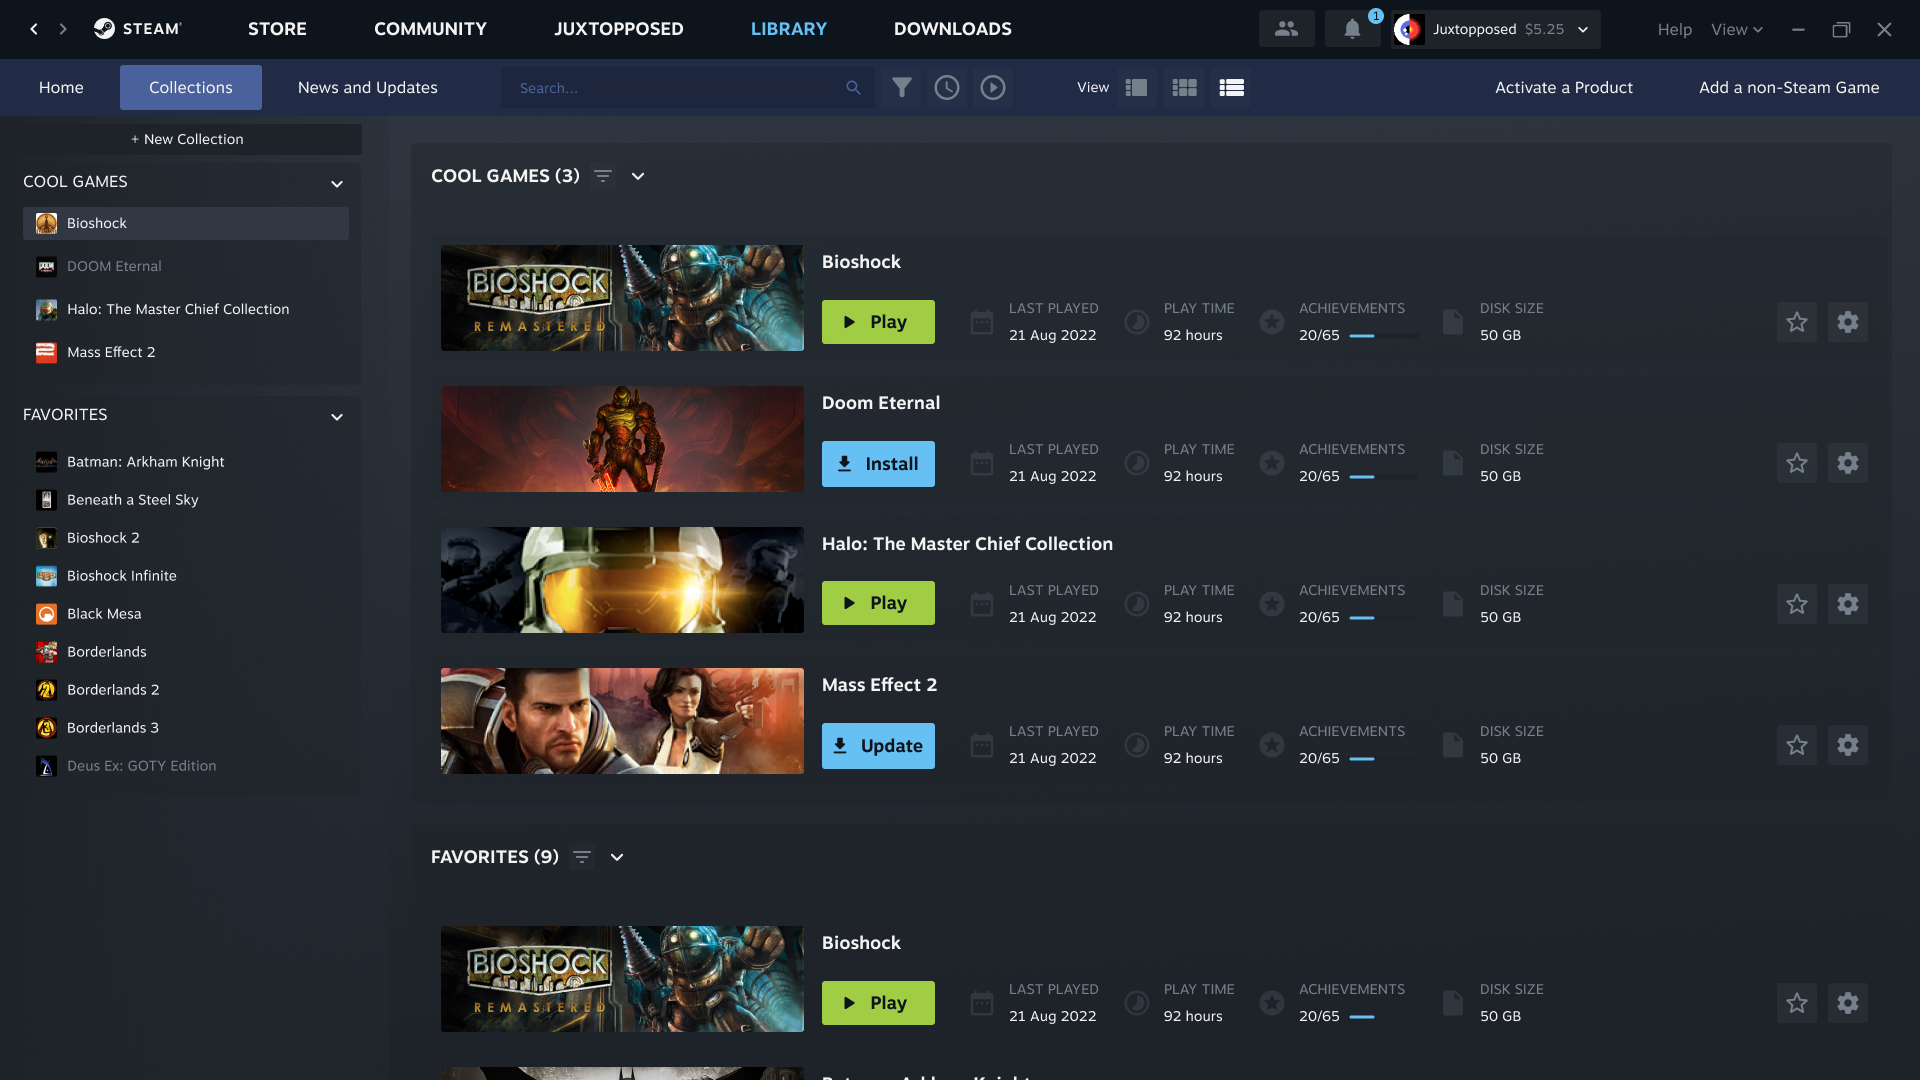 STEAM
STORE
COMMUNITY
JUXTOPPOSED
LIBRARY
DOWNLOADS
1
Juxtopposed $5.25
Help
View
Home
Collections
News and Updates
Search...
View
Activate a Product
Add a non-Steam Game
+ New Collection
COOL GAMES
Bioshock
DOOM Eternal
Halo: The Master Chief Collection
Mass Effect 2
FAVORITES
Batman: Arkham Knight
Beneath a Steel Sky
Bioshock 2
Bioshock Infinite
Black Mesa
Borderlands
Borderlands 2
Borderlands 3
Deus Ex: GOTY Edition
COOL GAMES (3)
BIOSHOCK
REMASTERED
Bioshock
Play
LAST PLAYED
21 Aug 2022
PLAY TIME
92 hours
ACHIEVEMENTS
20/65
DISK SIZE
50 GB
Doom Eternal
Install
LAST PLAYED
21 Aug 2022
PLAY TIME
92 hours
ACHIEVEMENTS
20/65
DISK SIZE
50 GB
Halo: The Master Chief Collection
Play
LAST PLAYED
21 Aug 2022
PLAY TIME
92 hours
ACHIEVEMENTS
20/65
DISK SIZE
50 GB
Mass Effect 2
Update
LAST PLAYED
21 Aug 2022
PLAY TIME
92 hours
ACHIEVEMENTS
20/65
DISK SIZE
50 GB
FAVORITES (9)
BIOSHOCK
REMASTERED
Bioshock
Play
LAST PLAYED
21 Aug 2022
PLAY TIME
92 hours
ACHIEVEMENTS
20/65
DISK SIZE
50 GB